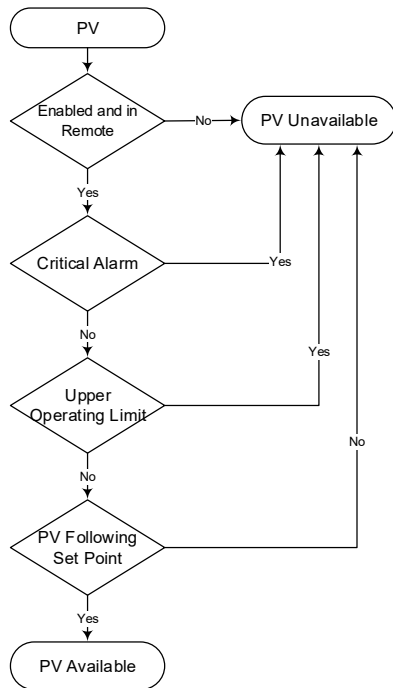 PV
Enabled and in
Remote
No
PV Unavailable
Yes
Critical Alarm
Yes
No
Upper
Operating Limit
Yes
No
No
PV Following
Set Point
Yes
PV Available